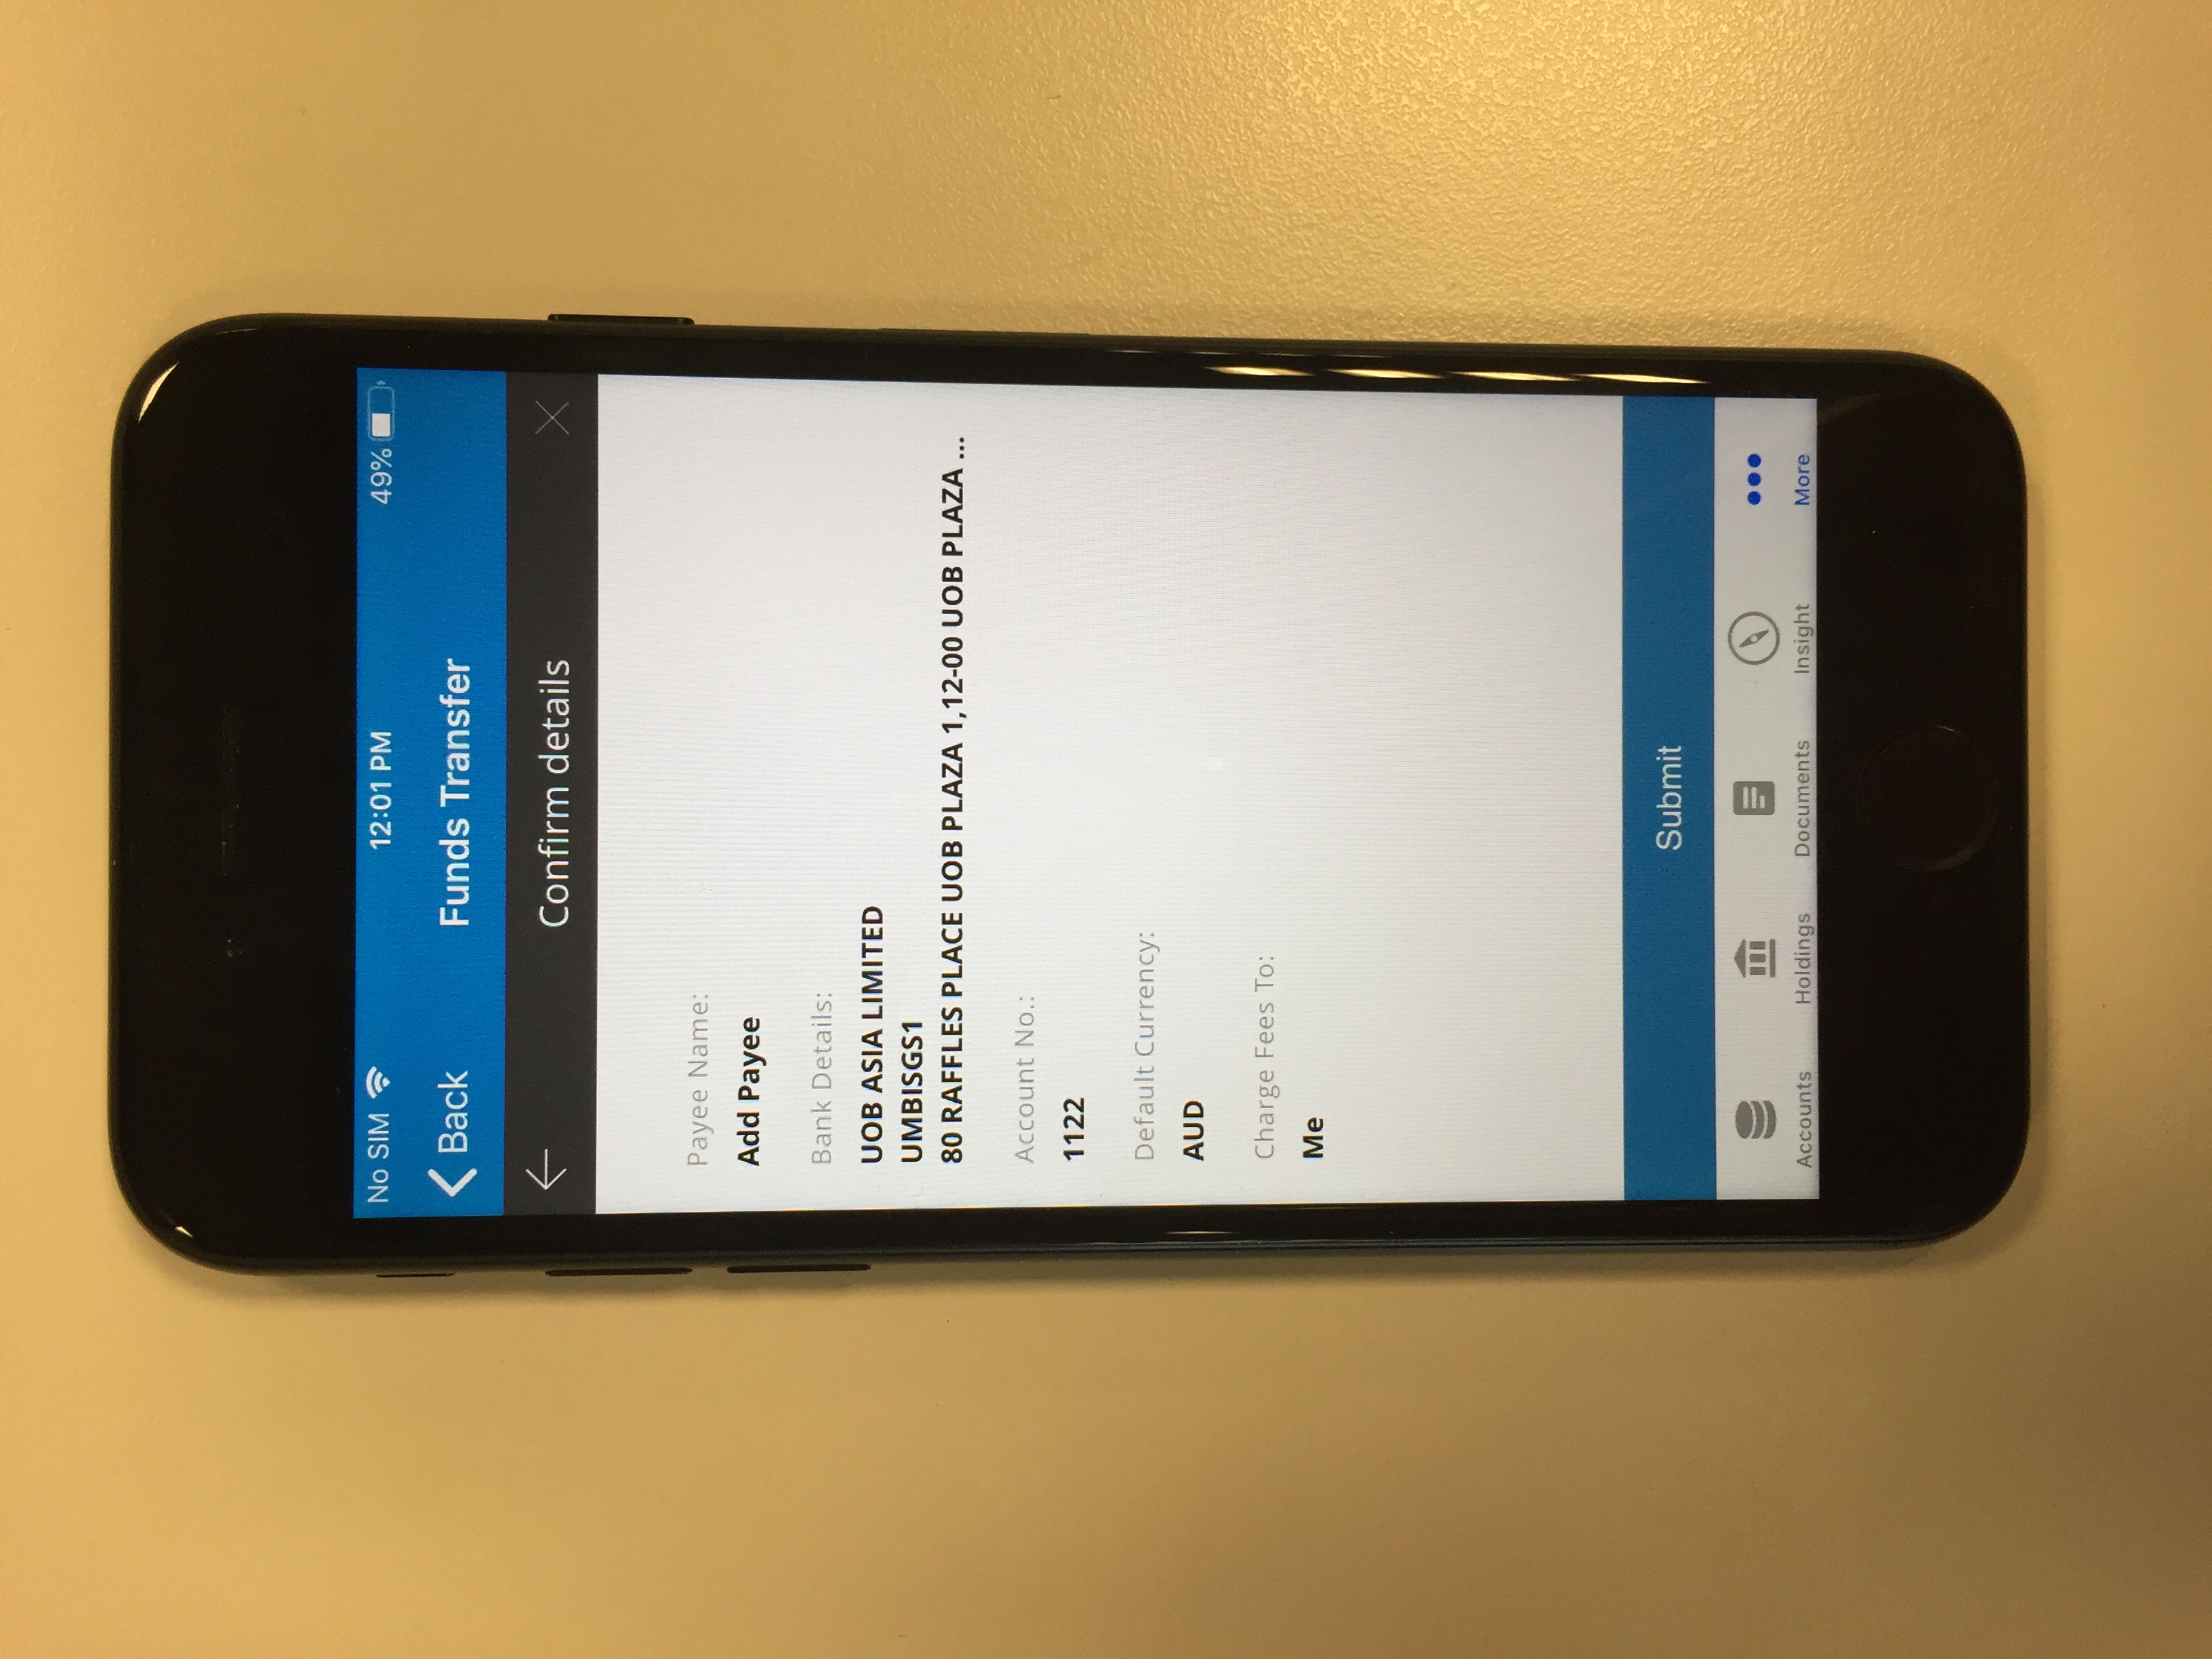 No SIM 12:01 PM 49%
Back Funds Transfer
Confirm details
Payee Name:
Add Payee
Bank Details:
UOB ASIA LIMITED
UMBISGS1
80 RAFFLES PLACE UOB PLAZA 1,12-00 UOB PLAZA ...
Account No.:
1122
Default Currency:
AUD
Charge Fees To:
Me
Submit
Accounts Holdings Documents Insight More